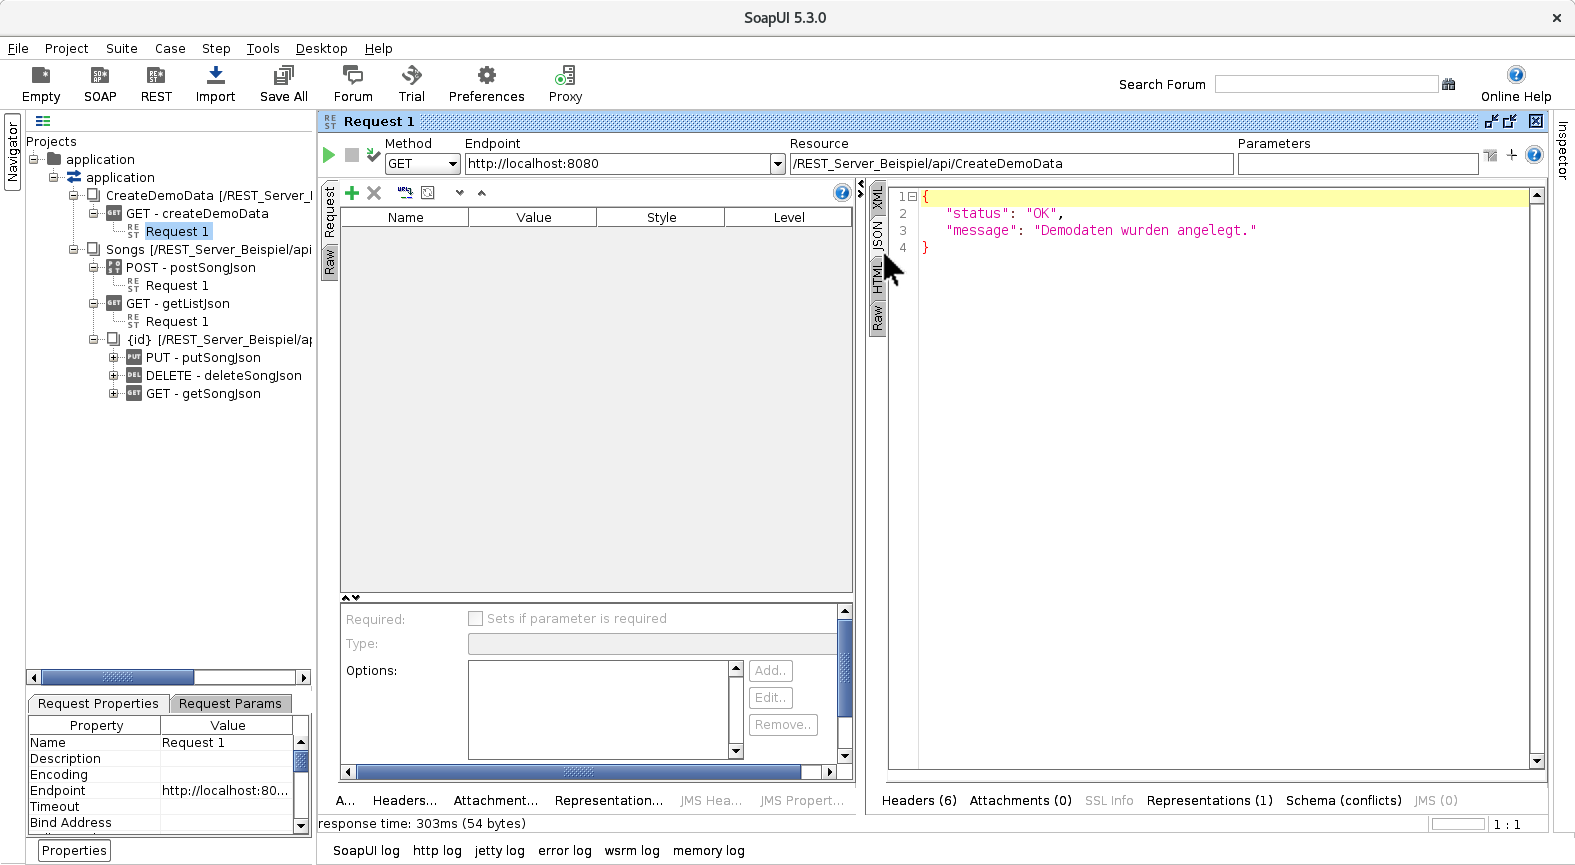 SoapUI 5.3.0
File Project Suite Case Step Tools Desktop Help
Empty SOAP REST Import Save All Forum Trial Preferences Proxy Search Forum Online Help
Navigator
Projects
application
application
CreateDemoData [/REST_Server_
GET - createDemoData
Request 1
Songs [/REST_Server_Beispiel/api
POST - postSongJson
Request 1
GET - getListJson
Request 1
{id} [/REST_Server_Beispiel/ap
PUT - putSongJson
DELETE - deleteSongJson
GET - getSongJson
Request Properties Request Params
Property Value
Name Request 1
Description
Encoding
Endpoint http://localhost:80...
Timeout
Bind Address
Properties
Request 1
Method Endpoint Resource Parameters
GET http://localhost:8080 /REST_Server_Beispiel/api/CreateDemoData
Request
Raw
Name Value Style Level
Required: Sets if parameter is required
Type:
Options:
Add..
Edit..
Remove..
A... Headers... Attachment... Representation... JMS Hea... JMS Propert...
XML
JSON
HTML
Raw
1 {
2 "status": "OK",
3 "message": "Demodaten wurden angelegt."
4 }
Headers (6) Attachments (0) SSL Info Representations (1) Schema (conflicts) JMS (0)
response time: 303ms (54 bytes) 1 : 1
SoapUI log http log jetty log error log wsrm log memory log
Inspector